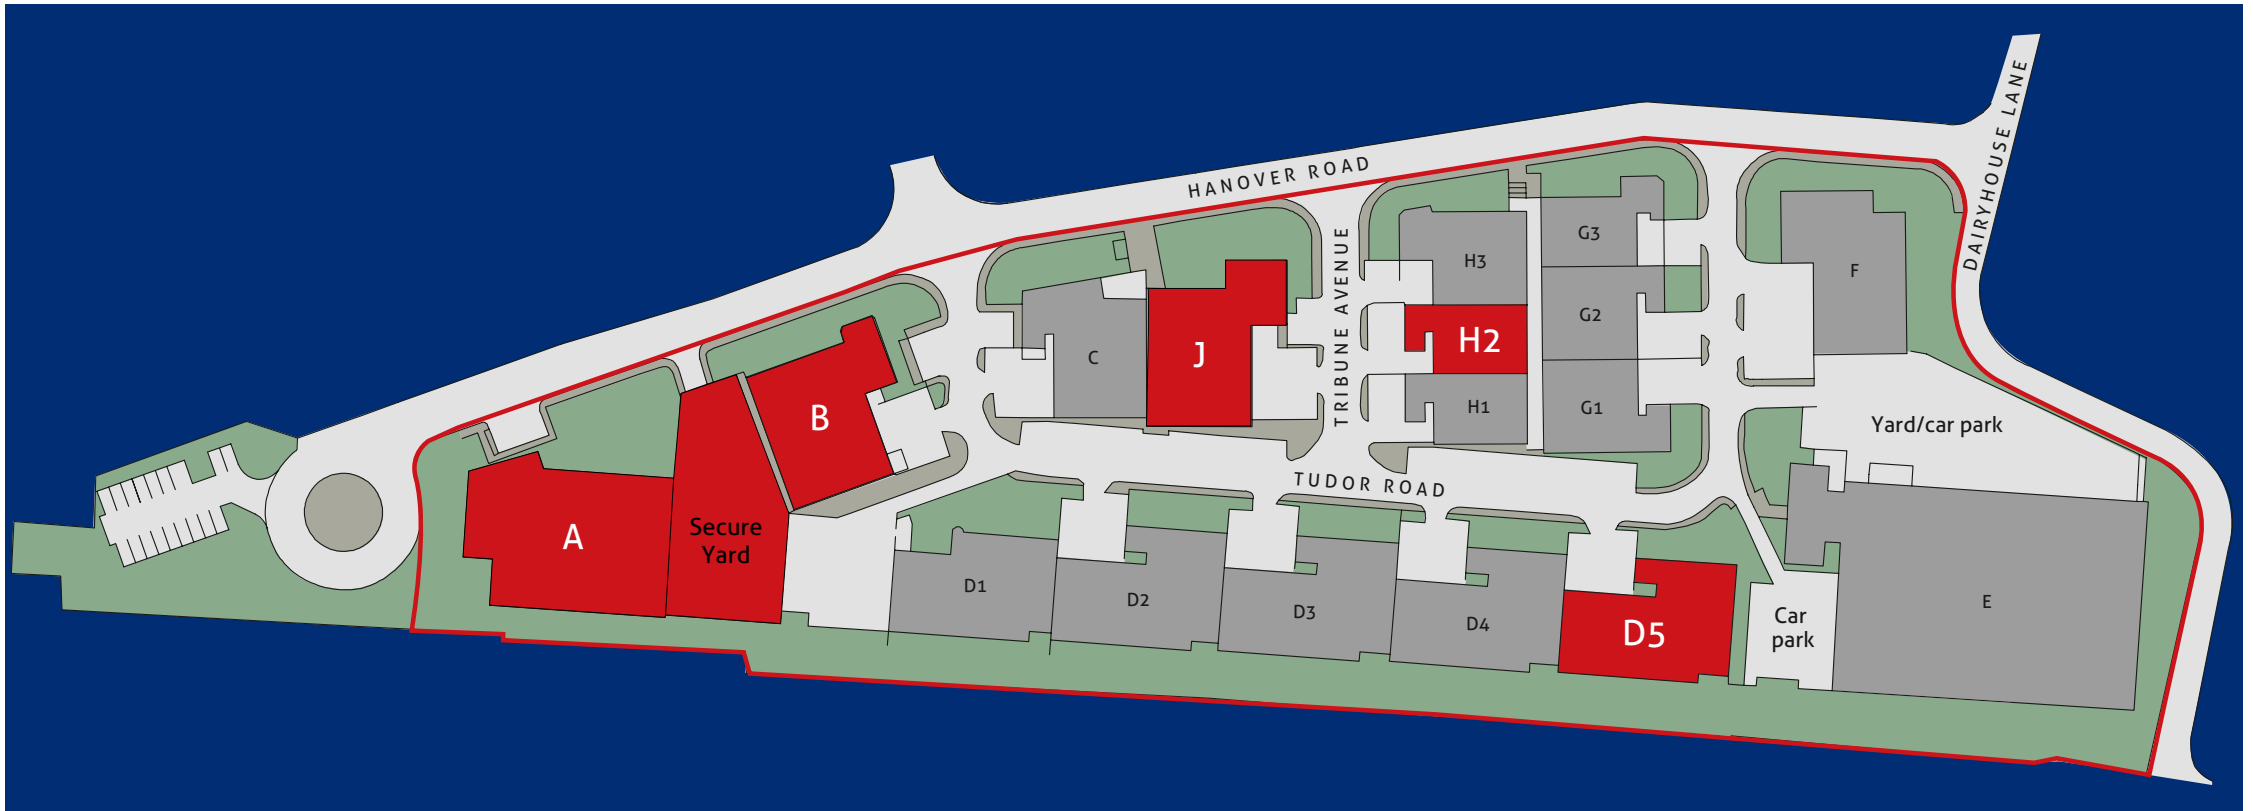 HANOVER ROAD
DAIRYHOUSE LANE
TRIBUNE AVENUE
G3
H3
F
G2
H2
C
J
H1
G1
B
Yard/car park
TUDOR ROAD
A
Secure
Yard
D1
D2
D3
D4
D5
Car
park
E